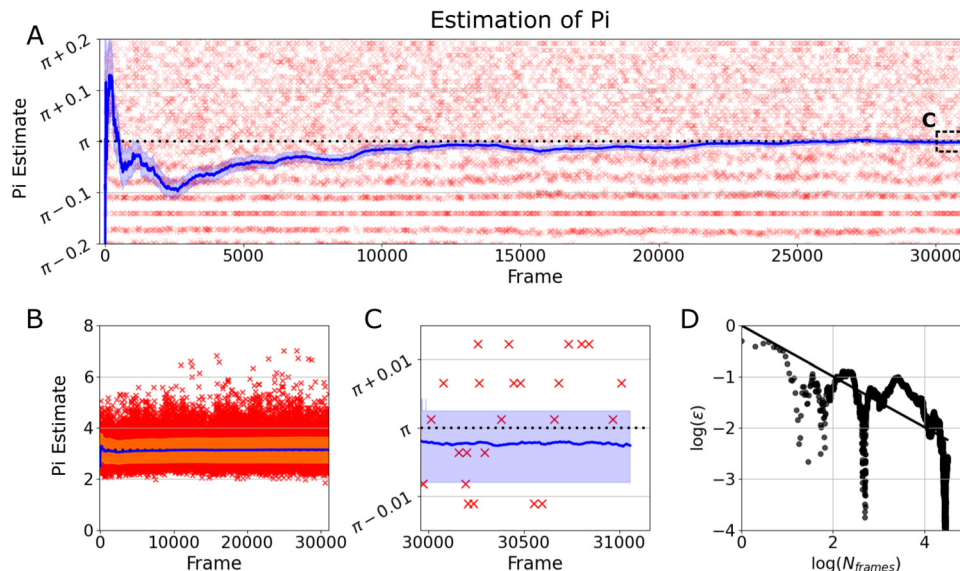 Estimation of Pi
A
π + 0.2
π + 0.1
π
π − 0.1
π − 0.2
Pi Estimate
C
0 5000 10000 15000 20000 25000 30000
Frame
B
8
6
4
2
0
Pi Estimate
0 10000 20000 30000
Frame
C
π + 0.01
π
π − 0.01
30000 30500 31000
D
0
−1
−2
−3
−4
log(ε)
0 2 4
log(N_frames)